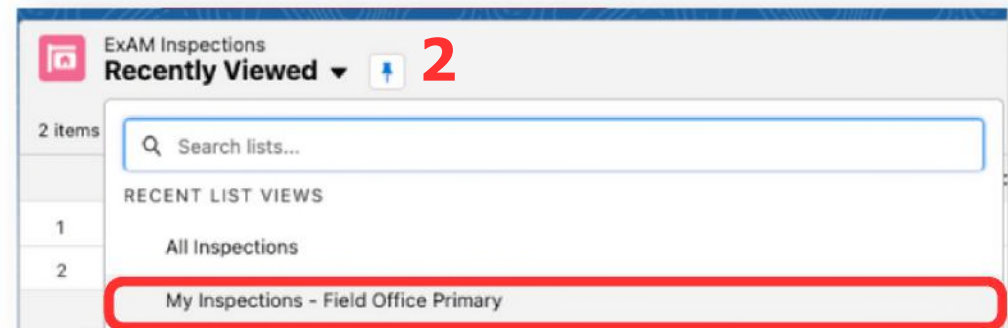 ExAM Inspections
Recently Viewed
2
2 items
Search lists...
RECENT LIST VIEWS
1
All Inspections
2
My Inspections - Field Office Primary